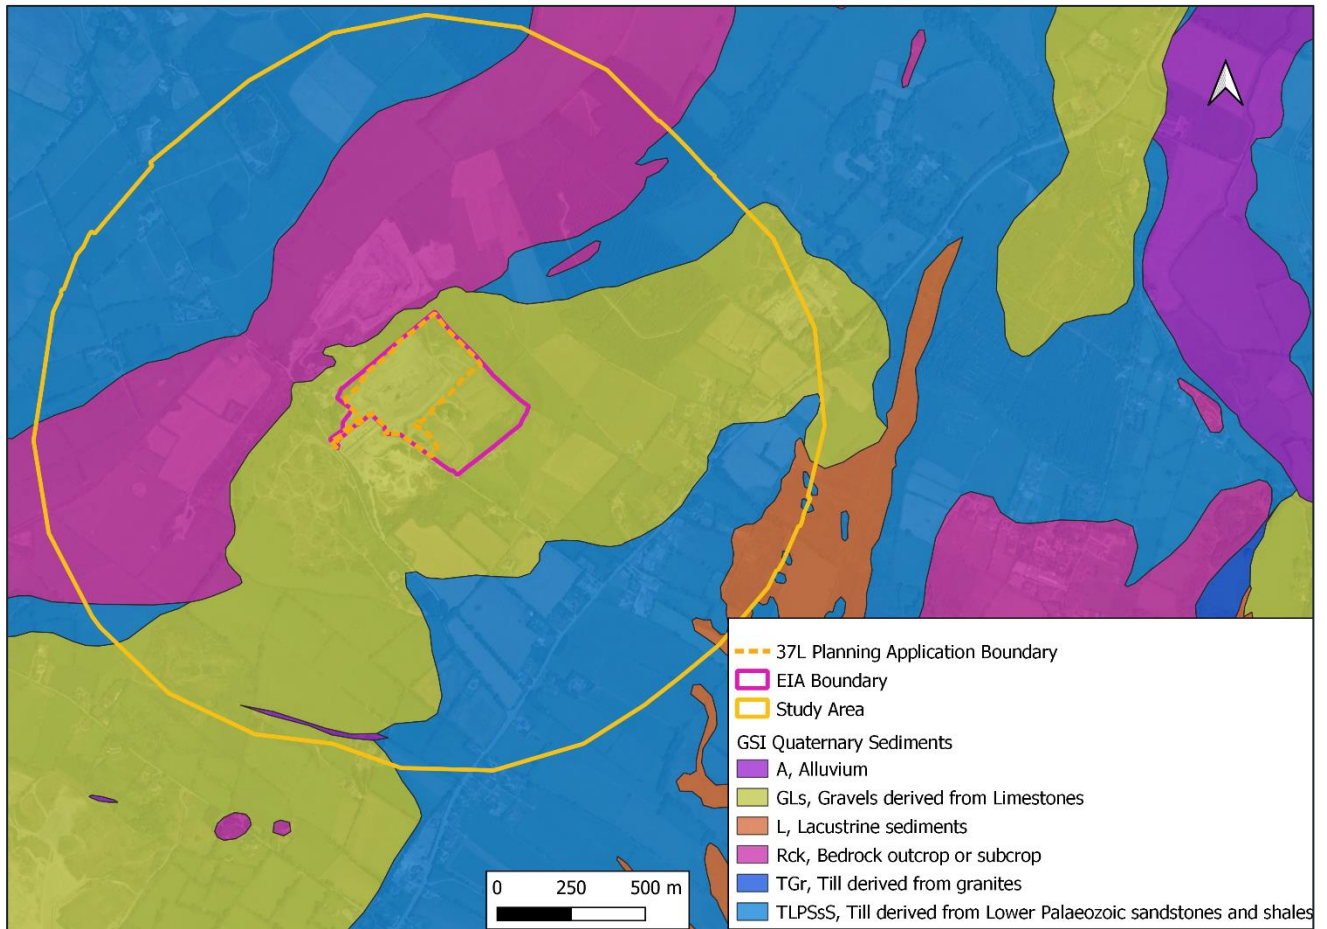 37L Planning Application Boundary
EIA Boundary
Study Area
GSI Quaternary Sediments
A, Alluvium
GLs, Gravels derived from Limestones
L, Lacustrine sediments
Rck, Bedrock outcrop or subcrop
TGr, Till derived from granites
TLPSsS, Till derived from Lower Palaeozoic sandstones and shales
0 250 500 m